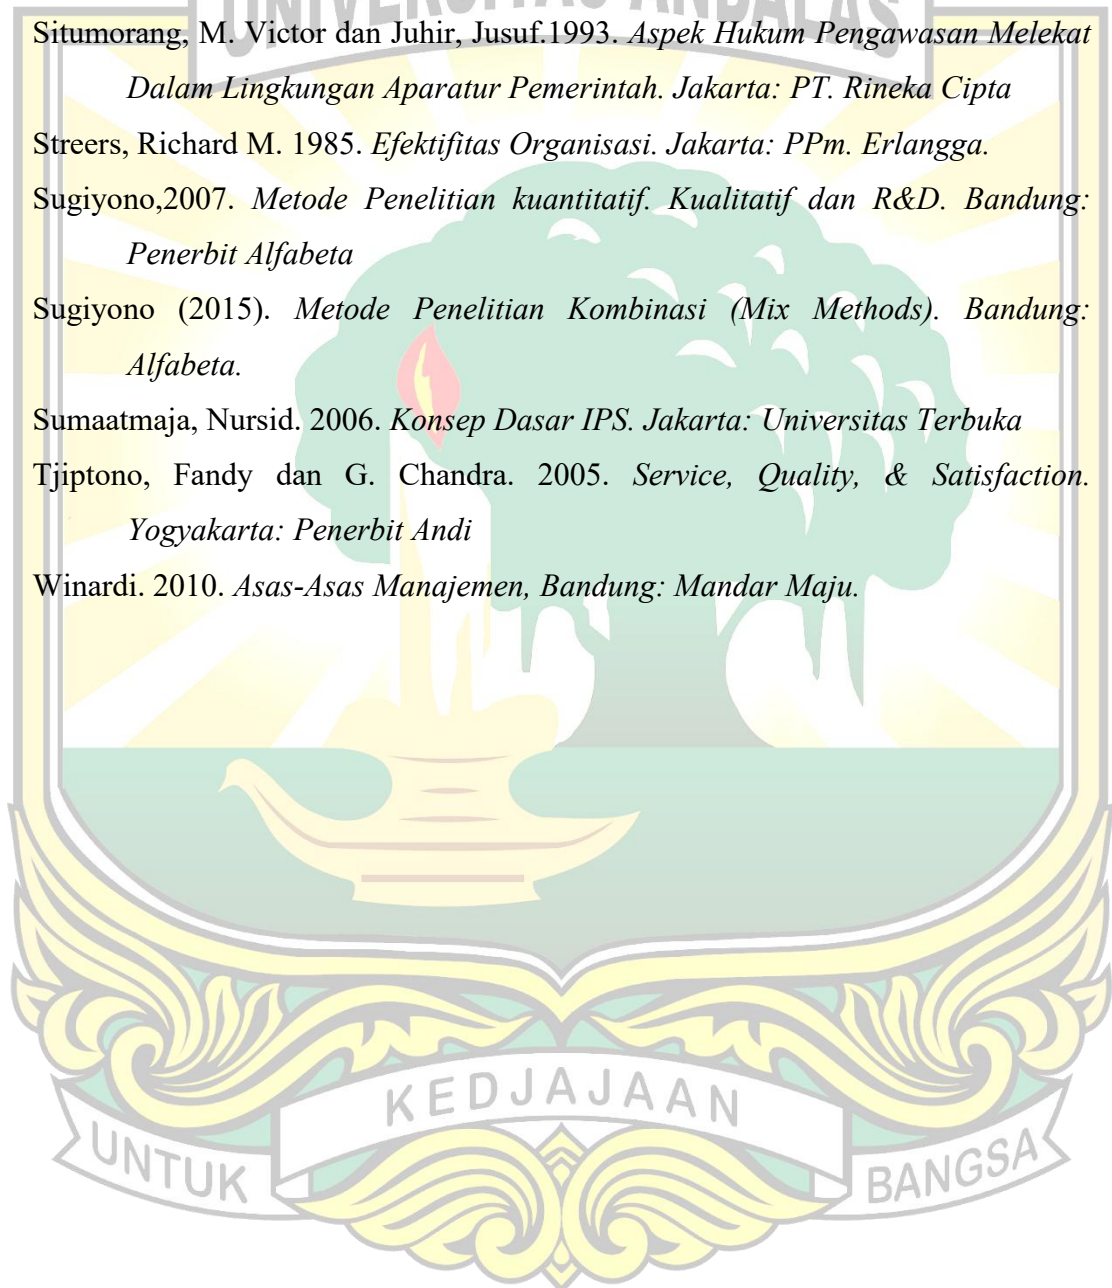 UNIVERSITAS ANDALAS
Situmorang, M. Victor dan Juhir, Jusuf.1993. Aspek Hukum Pengawasan Melekat
Dalam Lingkungan Aparatur Pemerintah. Jakarta: PT. Rineka Cipta
Streers, Richard M. 1985. Efektifitas Organisasi. Jakarta: PPm. Erlangga.
Sugiyono,2007. Metode Penelitian kuantitatif. Kualitatif dan R&D. Bandung:
Penerbit Alfabeta
Sugiyono (2015). Metode Penelitian Kombinasi (Mix Methods). Bandung:
Alfabeta.
Sumaatmaja, Nursid. 2006. Konsep Dasar IPS. Jakarta: Universitas Terbuka
Tjiptono, Fandy dan G. Chandra. 2005. Service, Quality, & Satisfaction.
Yogyakarta: Penerbit Andi
Winardi. 2010. Asas-Asas Manajemen, Bandung: Mandar Maju.
UNTUK KEDJAJAAN BANGSA